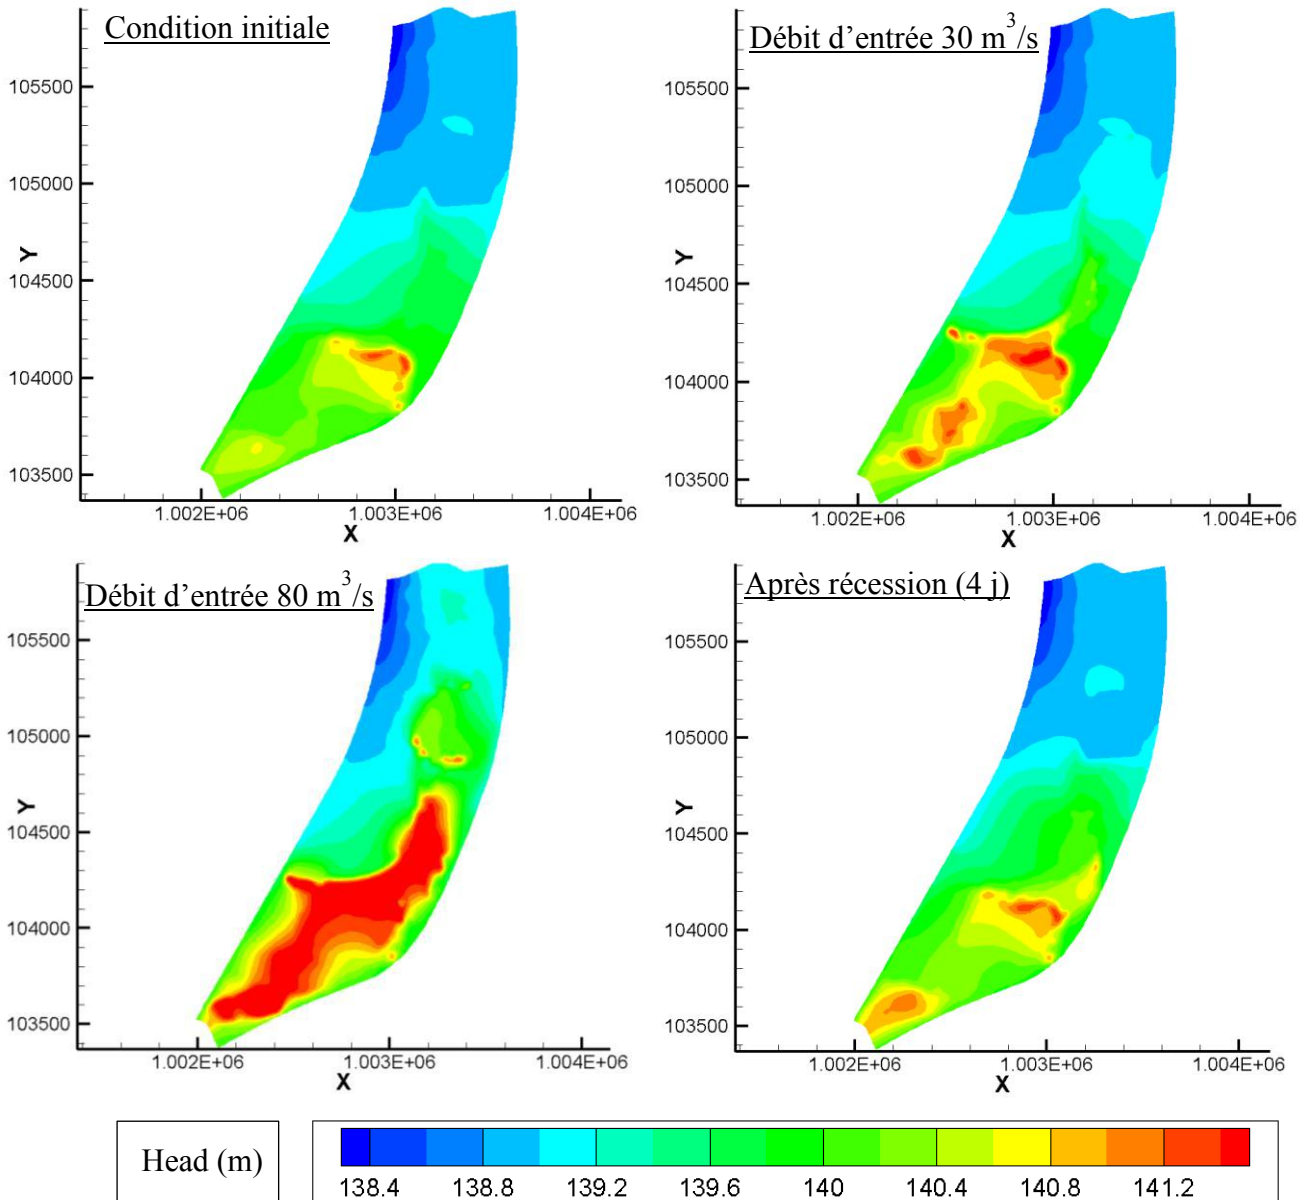 Condition initiale
105500
105000
104500
104000
103500
Y
1.002E+06 1.003E+06 1.004E+06
X
Débit d’entrée 30 m³/s
105500
105000
104500
104000
103500
Y
1.002E+06 1.003E+06 1.004E+06
X
Débit d’entrée 80 m³/s
105500
105000
104500
104000
103500
Y
1.002E+06 1.003E+06 1.004E+06
X
Après récession (4 j)
105500
105000
104500
104000
103500
Y
1.002E+06 1.003E+06 1.004E+06
X
Head (m)
138.4 138.8 139.2 139.6 140 140.4 140.8 141.2